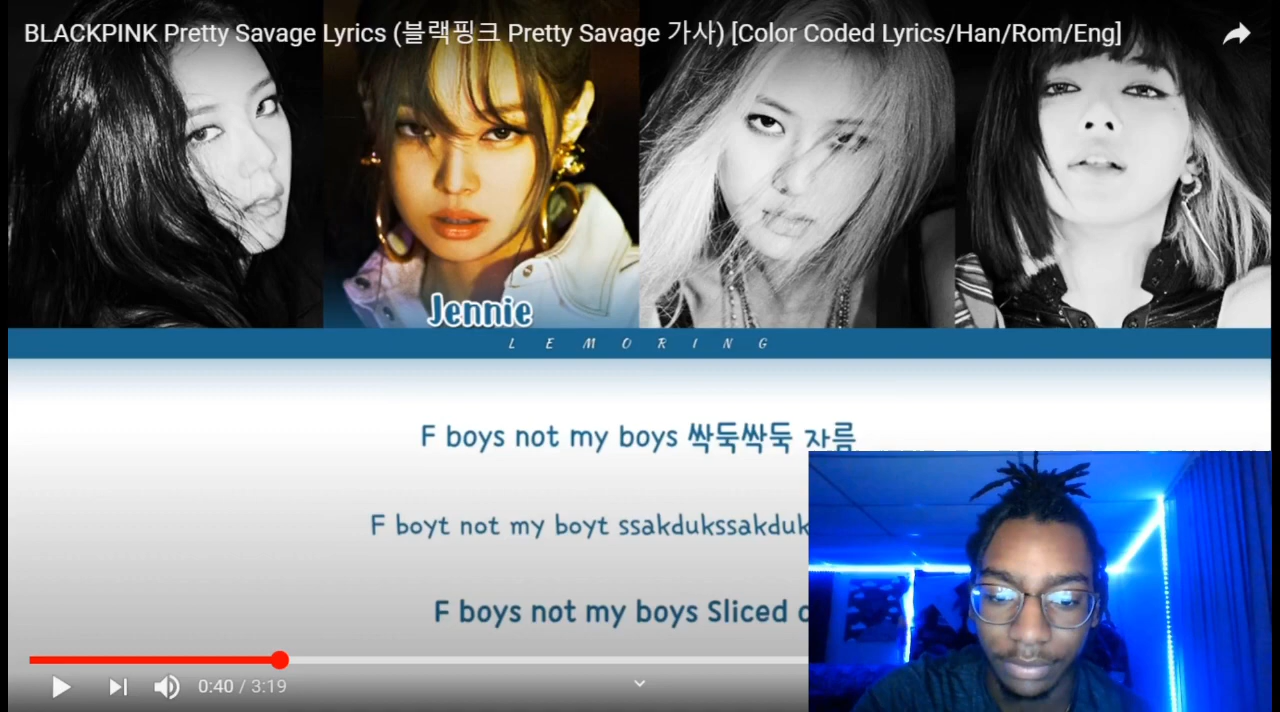 BLACKPINK Pretty Savage Lyrics (블랙핑크 Pretty Savage 가사) [Color Coded Lyrics/Han/Rom/Eng]
Jennie
LEMORING
F boys not my boys 싹둑싹둑 자름
F boyt not my boyt ssakdukssakduk
F boys not my boys Sliced
0:40 / 3:19